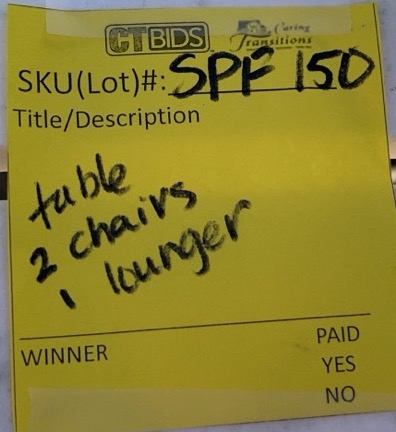 CTBIDS Caring Transitions
SKU(Lot)#: SPF 150
Title/Description
table
2 chairs
1 lounger
WINNER PAID
YES
NO